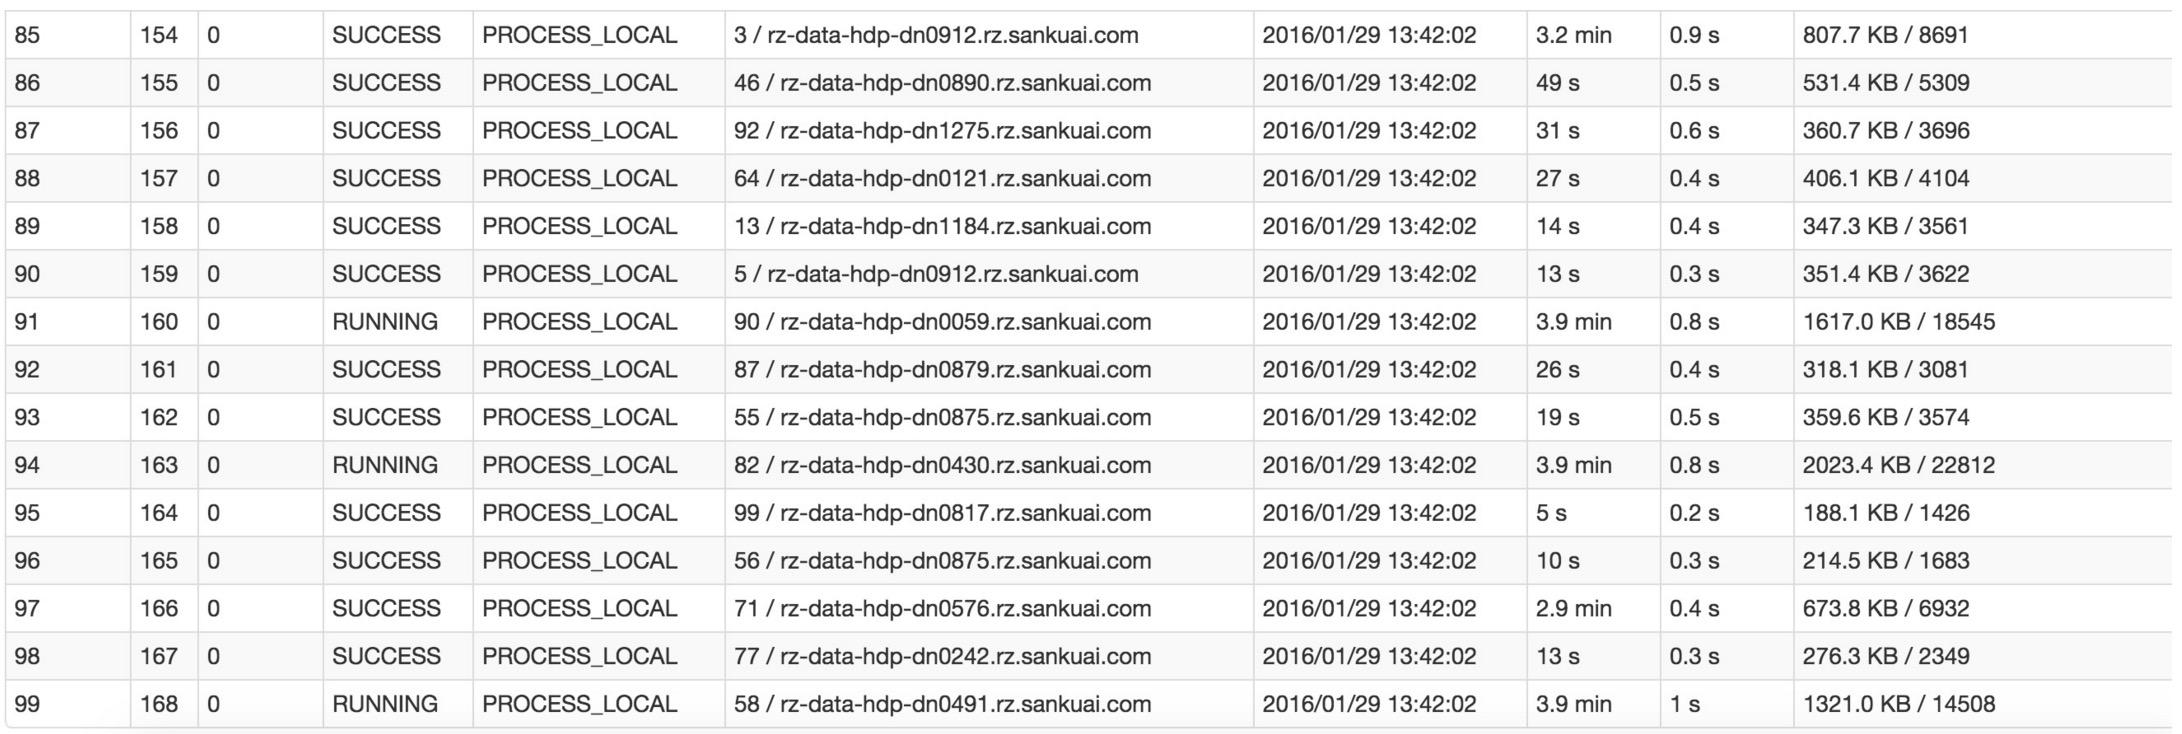 85 154 0 SUCCESS PROCESS_LOCAL 3 / rz-data-hdp-dn0912.rz.sankuai.com 2016/01/29 13:42:02 3.2 min 0.9 s 807.7 KB / 8691
86 155 0 SUCCESS PROCESS_LOCAL 46 / rz-data-hdp-dn0890.rz.sankuai.com 2016/01/29 13:42:02 49 s 0.5 s 531.4 KB / 5309
87 156 0 SUCCESS PROCESS_LOCAL 92 / rz-data-hdp-dn1275.rz.sankuai.com 2016/01/29 13:42:02 31 s 0.6 s 360.7 KB / 3696
88 157 0 SUCCESS PROCESS_LOCAL 64 / rz-data-hdp-dn0121.rz.sankuai.com 2016/01/29 13:42:02 27 s 0.4 s 406.1 KB / 4104
89 158 0 SUCCESS PROCESS_LOCAL 13 / rz-data-hdp-dn1184.rz.sankuai.com 2016/01/29 13:42:02 14 s 0.4 s 347.3 KB / 3561
90 159 0 SUCCESS PROCESS_LOCAL 5 / rz-data-hdp-dn0912.rz.sankuai.com 2016/01/29 13:42:02 13 s 0.3 s 351.4 KB / 3622
91 160 0 RUNNING PROCESS_LOCAL 90 / rz-data-hdp-dn0059.rz.sankuai.com 2016/01/29 13:42:02 3.9 min 0.8 s 1617.0 KB / 18545
92 161 0 SUCCESS PROCESS_LOCAL 87 / rz-data-hdp-dn0879.rz.sankuai.com 2016/01/29 13:42:02 26 s 0.4 s 318.1 KB / 3081
93 162 0 SUCCESS PROCESS_LOCAL 55 / rz-data-hdp-dn0875.rz.sankuai.com 2016/01/29 13:42:02 19 s 0.5 s 359.6 KB / 3574
94 163 0 RUNNING PROCESS_LOCAL 82 / rz-data-hdp-dn0430.rz.sankuai.com 2016/01/29 13:42:02 3.9 min 0.8 s 2023.4 KB / 22812
95 164 0 SUCCESS PROCESS_LOCAL 99 / rz-data-hdp-dn0817.rz.sankuai.com 2016/01/29 13:42:02 5 s 0.2 s 188.1 KB / 1426
96 165 0 SUCCESS PROCESS_LOCAL 56 / rz-data-hdp-dn0875.rz.sankuai.com 2016/01/29 13:42:02 10 s 0.3 s 214.5 KB / 1683
97 166 0 SUCCESS PROCESS_LOCAL 71 / rz-data-hdp-dn0576.rz.sankuai.com 2016/01/29 13:42:02 2.9 min 0.4 s 673.8 KB / 6932
98 167 0 SUCCESS PROCESS_LOCAL 77 / rz-data-hdp-dn0242.rz.sankuai.com 2016/01/29 13:42:02 13 s 0.3 s 276.3 KB / 2349
99 168 0 RUNNING PROCESS_LOCAL 58 / rz-data-hdp-dn0491.rz.sankuai.com 2016/01/29 13:42:02 3.9 min 1 s 1321.0 KB / 14508